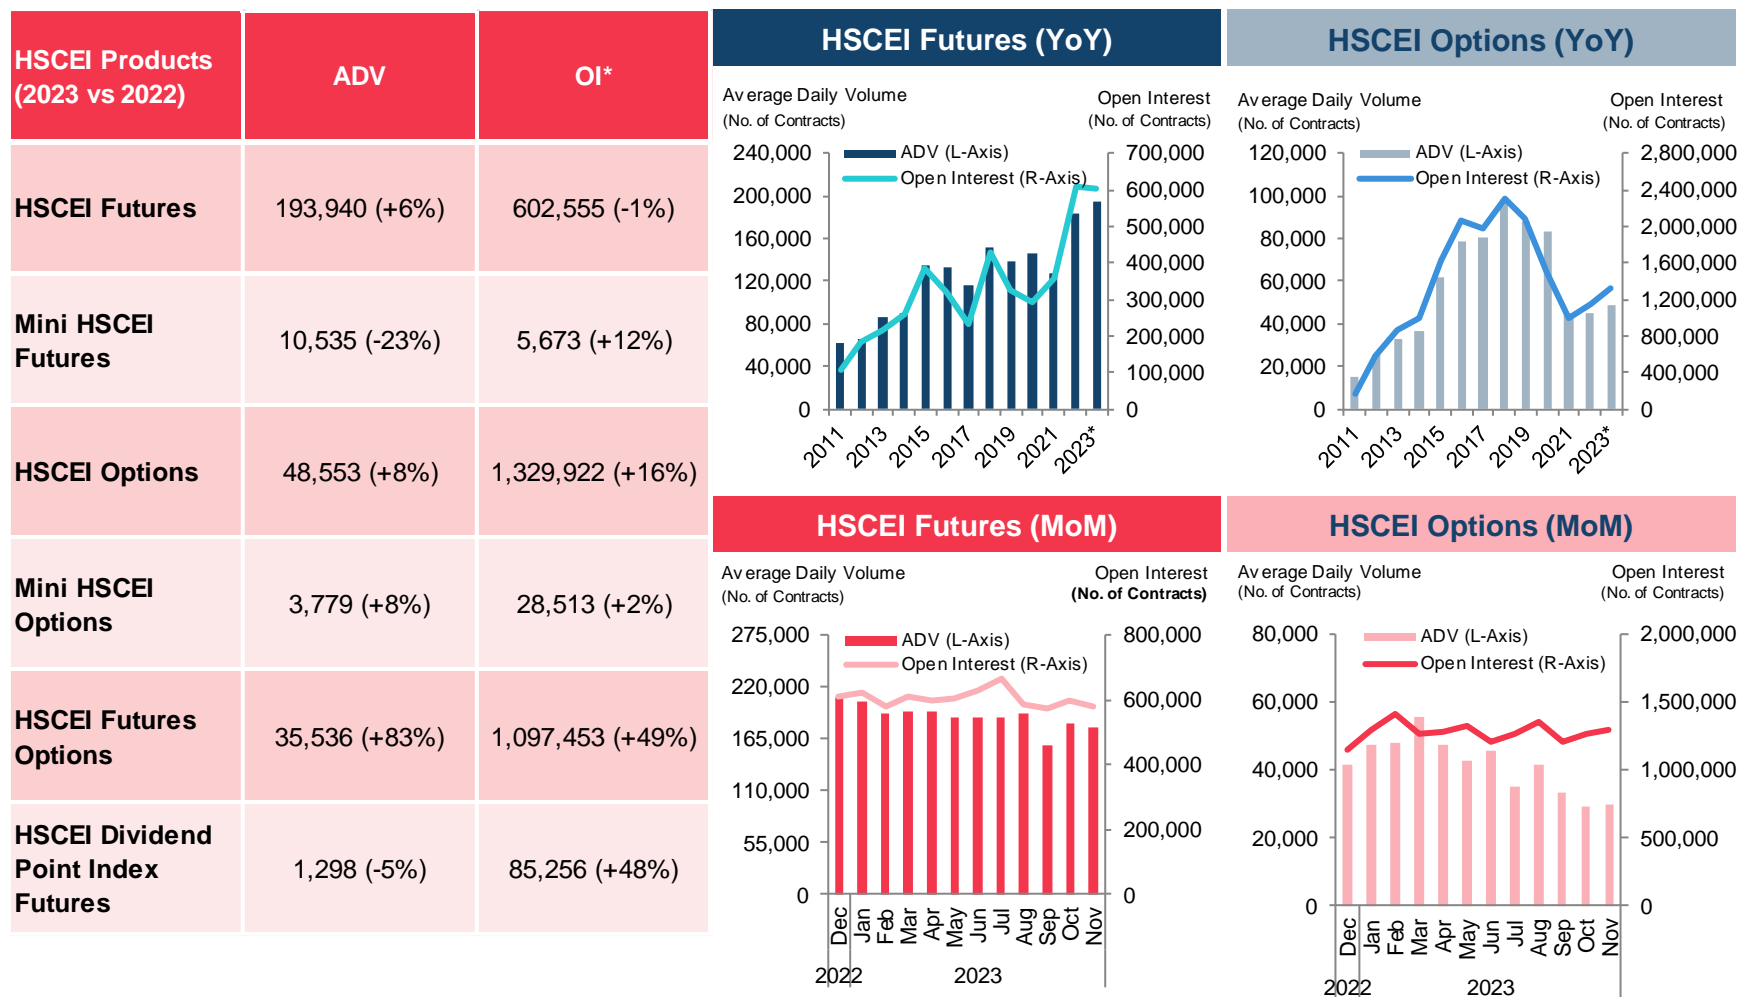 HSCEI Products
(2023 vs 2022)
ADV
OI*
HSCEI Futures
193,940 (+6%)
602,555 (-1%)
Mini HSCEI
Futures
10,535 (-23%)
5,673 (+12%)
HSCEI Options
48,553 (+8%)
1,329,922 (+16%)
Mini HSCEI
Options
3,779 (+8%)
28,513 (+2%)
HSCEI Futures
Options
35,536 (+83%)
1,097,453 (+49%)
HSCEI Dividend
Point Index
Futures
1,298 (-5%)
85,256 (+48%)
HSCEI Futures (YoY)
Average Daily Volume
(No. of Contracts)
Open Interest
(No. of Contracts)
ADV (L-Axis)
Open Interest (R-Axis)
240,000
200,000
160,000
120,000
80,000
40,000
0
700,000
600,000
500,000
400,000
300,000
200,000
100,000
0
2011
2013
2015
2017
2019
2021
2023*
HSCEI Options (YoY)
Average Daily Volume
(No. of Contracts)
Open Interest
(No. of Contracts)
ADV (L-Axis)
Open Interest (R-Axis)
120,000
100,000
80,000
60,000
40,000
20,000
0
2,800,000
2,400,000
2,000,000
1,600,000
1,200,000
800,000
400,000
0
2011
2013
2015
2017
2019
2021
2023*
HSCEI Futures (MoM)
Average Daily Volume
(No. of Contracts)
Open Interest
(No. of Contracts)
ADV (L-Axis)
Open Interest (R-Axis)
275,000
220,000
165,000
110,000
55,000
0
800,000
600,000
400,000
200,000
0
Dec
Jan
Feb
Mar
Apr
May
Jun
Jul
Aug
Sep
Oct
Nov
2022
2023
HSCEI Options (MoM)
Average Daily Volume
(No. of Contracts)
Open Interest
(No. of Contracts)
ADV (L-Axis)
Open Interest (R-Axis)
80,000
60,000
40,000
20,000
0
2,000,000
1,500,000
1,000,000
500,000
0
Dec
Jan
Feb
Mar
Apr
May
Jun
Jul
Aug
Sep
Oct
Nov
2022
2023